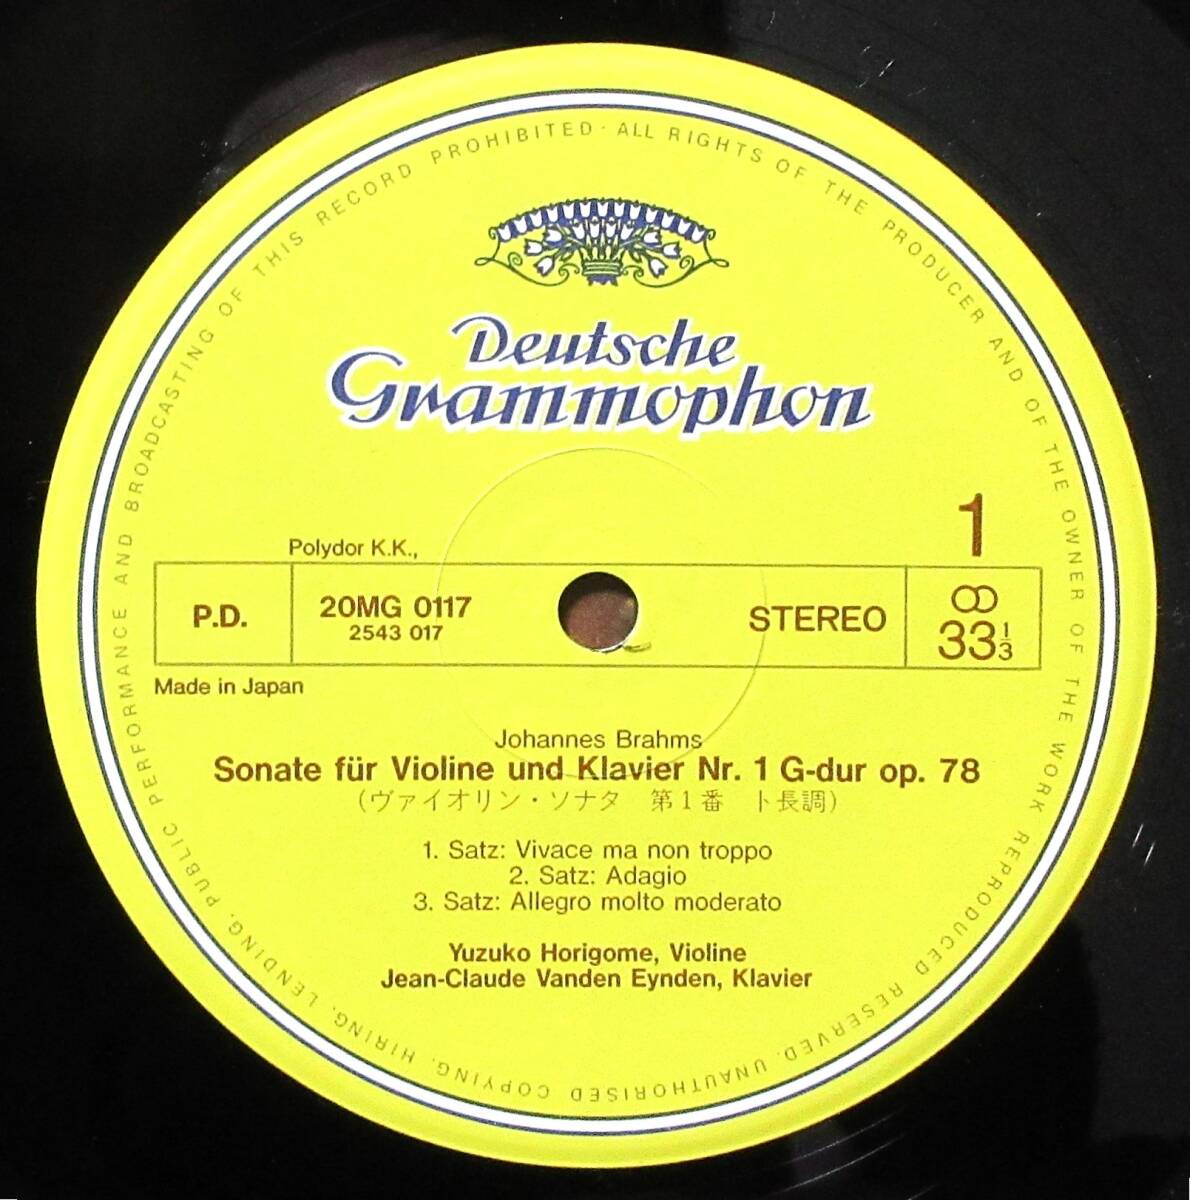 ALL RIGHTS OF THE PRODUCER AND OF THE OWNER OF THE WORK REPRODUCED RESERVED. UNAUTHORISED COPYING, HIRING, LENDING, PUBLIC PERFORMANCE AND BROADCASTING OF THIS RECORD PROHIBITED ·
Deutsche
Grammophon
1
Polydor K.K.,
P.D.
20MG 0117
2543 017
STEREO
33 1/3
Made in Japan
Johannes Brahms
Sonate für Violine und Klavier Nr. 1 G-dur op. 78
(ヴァイオリン・ソナタ 第1番 ト長調)
1. Satz: Vivace ma non troppo
2. Satz: Adagio
3. Satz: Allegro molto moderato
Yuzuko Horigome, Violine
Jean-Claude Vanden Eynden, Klavier